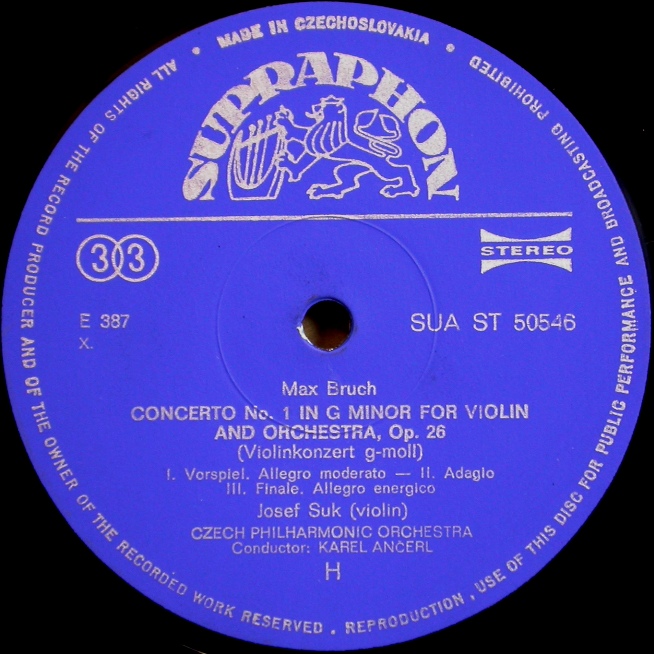 MADE IN CZECHOSLOVAKIA • ALL RIGHTS OF THE RECORD PRODUCER AND OF THE OWNER OF THE RECORDED WORK RESERVED . REPRODUCTION, USE OF THIS DISC FOR PUBLIC PERFORMANCE AND BROADCASTING PROHIBITED •
SUPRAPHON
33
STEREO
E 387
SUA ST 50546
X.
Max Bruch
CONCERTO No. 1 IN G MINOR FOR VIOLIN
AND ORCHESTRA, Op. 26
(Violinkonzert g-moll)
I. Vorspiel. Allegro moderato — II. Adagio
III. Finale. Allegro energico
Josef Suk (violin)
CZECH PHILHARMONIC ORCHESTRA
Conductor: KAREL ANČERL
H